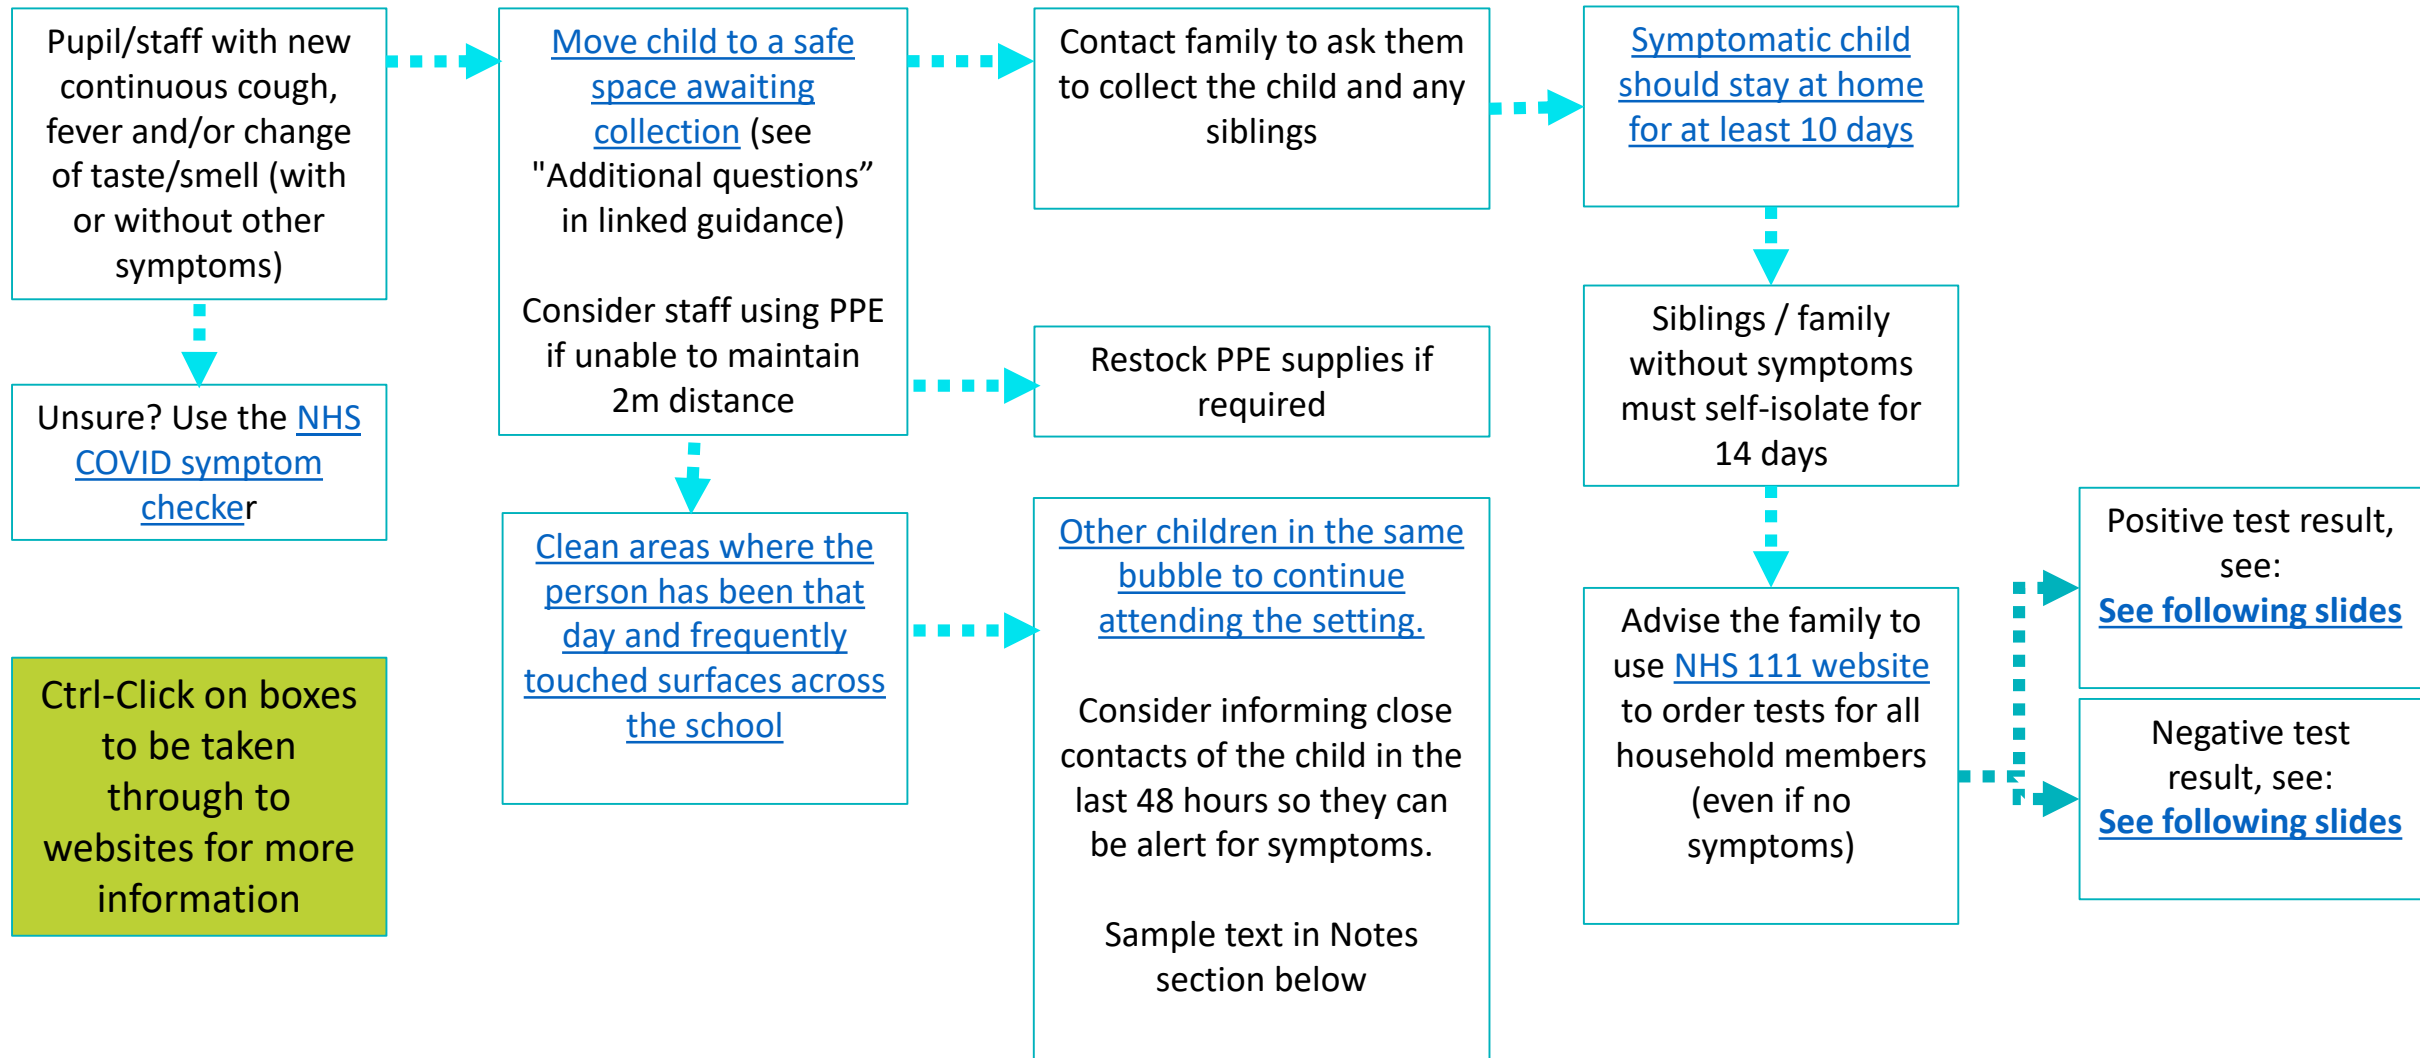 Pupil/staff with new
continuous cough,
fever and/or change
of taste/smell (with
or without other
symptoms)
Unsure? Use the NHS
COVID symptom
checker
Ctrl-Click on boxes
to be taken
through to
websites for more
information
Move child to a safe
space awaiting
collection (see
"Additional questions”
in linked guidance)
Consider staff using PPE
if unable to maintain
2m distance
Clean areas where the
person has been that
day and frequently
touched surfaces across
the school
Contact family to ask them
to collect the child and any
siblings
Restock PPE supplies if
required
Other children in the same
bubble to continue
attending the setting.
Consider informing close
contacts of the child in the
last 48 hours so they can
be alert for symptoms.
Sample text in Notes
section below
Symptomatic child
should stay at home
for at least 10 days
Siblings / family
without symptoms
must self-isolate for
14 days
Advise the family to
use NHS 111 website
to order tests for all
household members
(even if no
symptoms)
Positive test result,
see:
See following slides
Negative test
result, see:
See following slides